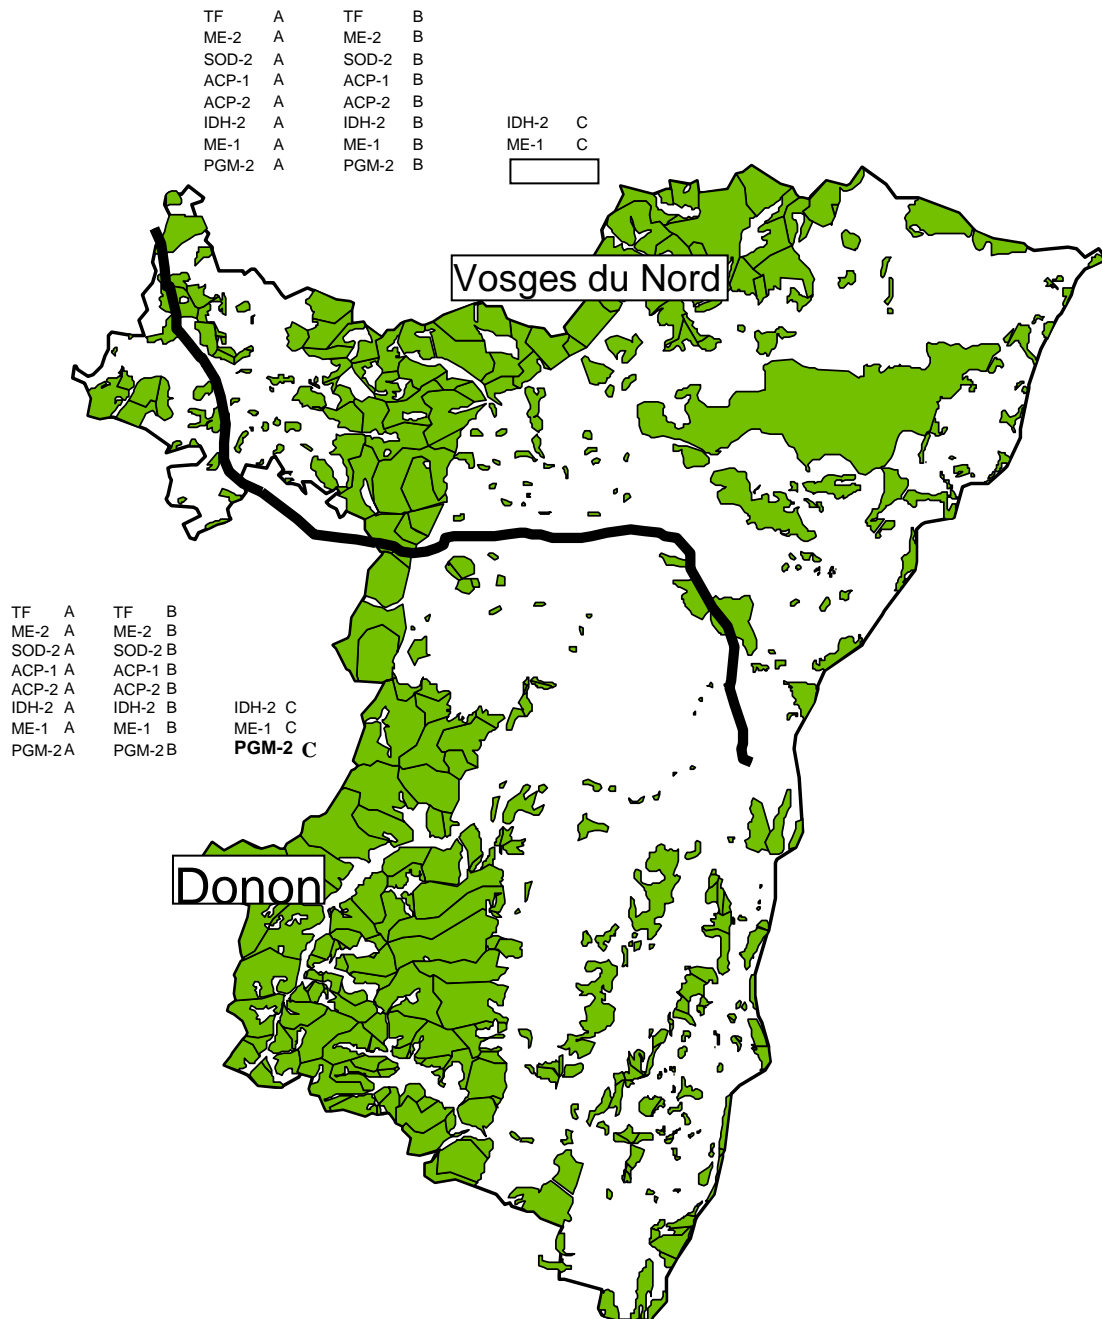 TF A TF B
ME-2 A ME-2 B
SOD-2 A SOD-2 B
ACP-1 A ACP-1 B
ACP-2 A ACP-2 B
IDH-2 A IDH-2 B IDH-2 C
ME-1 A ME-1 B ME-1 C
PGM-2 A PGM-2 B
Vosges du Nord
TF A TF B
ME-2 A ME-2 B
SOD-2 A SOD-2 B
ACP-1 A ACP-1 B
ACP-2 A ACP-2 B
IDH-2 A IDH-2 B IDH-2 C
ME-1 A ME-1 B ME-1 C
PGM-2 A PGM-2 B PGM-2 C
Donon